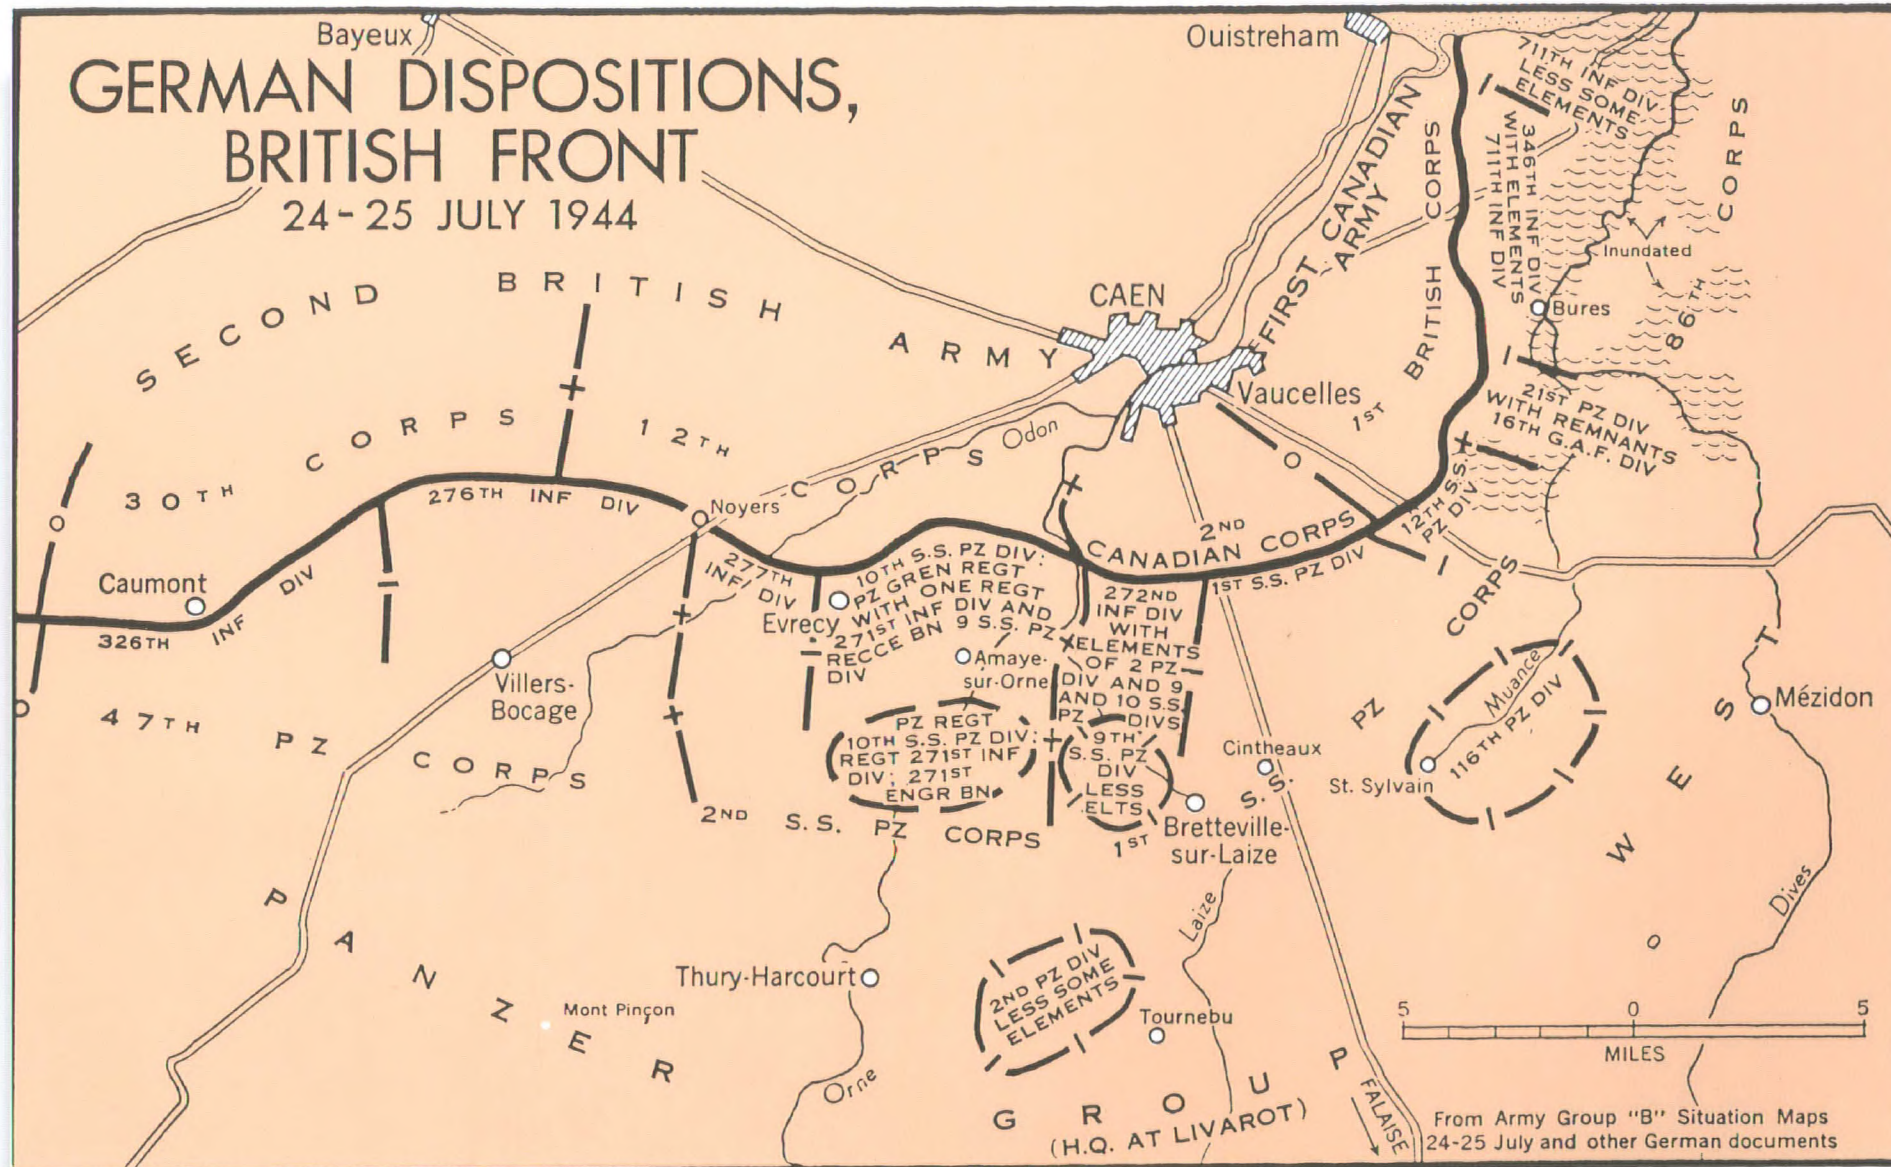 Bayeux
Ouistreham
GERMAN DISPOSITIONS,
BRITISH FRONT
24-25 JULY 1944
711TH INF DIV
LESS SOME
ELEMENTS
346TH INF DIV
WITH ELEMENTS
711TH INF DIV
86TH CORPS
Inundated
Bures
FIRST CANADIAN
ARMY
1ST BRITISH CORPS
SECOND BRITISH ARMY
CAEN
Vaucelles
21ST PZ DIV
WITH REMNANTS
16TH G.A.F. DIV
30TH CORPS
12TH CORPS
Odon
276TH INF DIV
Noyers
2ND
CANADIAN CORPS
12TH S.S.
PZ DIV
1ST S.S. PZ DIV
Caumont
326TH INF DIV
277TH
INF DIV
Evrecy
10TH S.S. PZ DIV:
PZ GREN REGT
WITH ONE REGT
271ST INF DIV AND
RECCE BN 9 S.S. PZ
DIV
272ND
INF DIV
WITH
ELEMENTS
OF 2 PZ
DIV AND 9
AND 10 S.S.
PZ DIVS
Amaye-
sur-Orne
Villers-
Bocage
47TH PZ CORPS
PZ REGT
10TH S.S. PZ DIV:
REGT 271ST INF
DIV: 271ST
ENGR BN
9TH
S.S. PZ
DIV
LESS
ELTS
2ND S.S. PZ CORPS
1ST S.S. PZ CORPS
Cintheaux
Bretteville-
sur-Laize
St. Sylvain
Muance
116TH PZ DIV
Mézidon
Dives
Laize
Thury-Harcourt
2ND PZ DIV
LESS SOME
ELEMENTS
Tournebu
Mont Pinçon
Orne
PANZER GROUP WEST
(H.Q. AT LIVAROT)
FALAISE
5 0 5
MILES
From Army Group "B" Situation Maps
24-25 July and other German documents